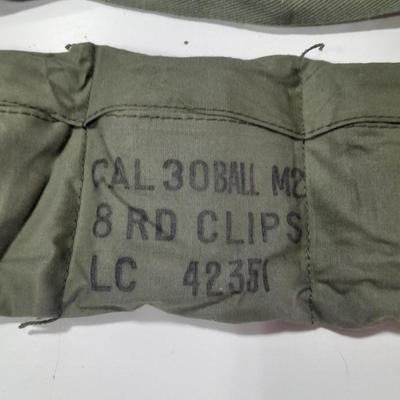 CAL 30 BALL M2
8 RD CLIPS
LC 42351